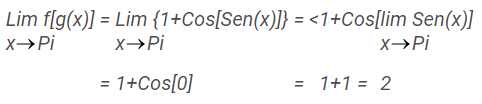 Lim f[g(x)] = Lim {1+Cos[Sen(x)]} = <1+Cos[lim Sen(x)]
x→Pi x→Pi x→Pi
= 1+Cos[0] = 1+1 = 2